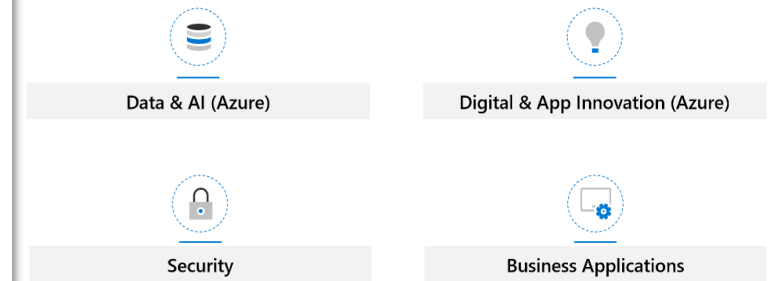 Data & AI (Azure)
Digital & App Innovation (Azure)
Security
Business Applications